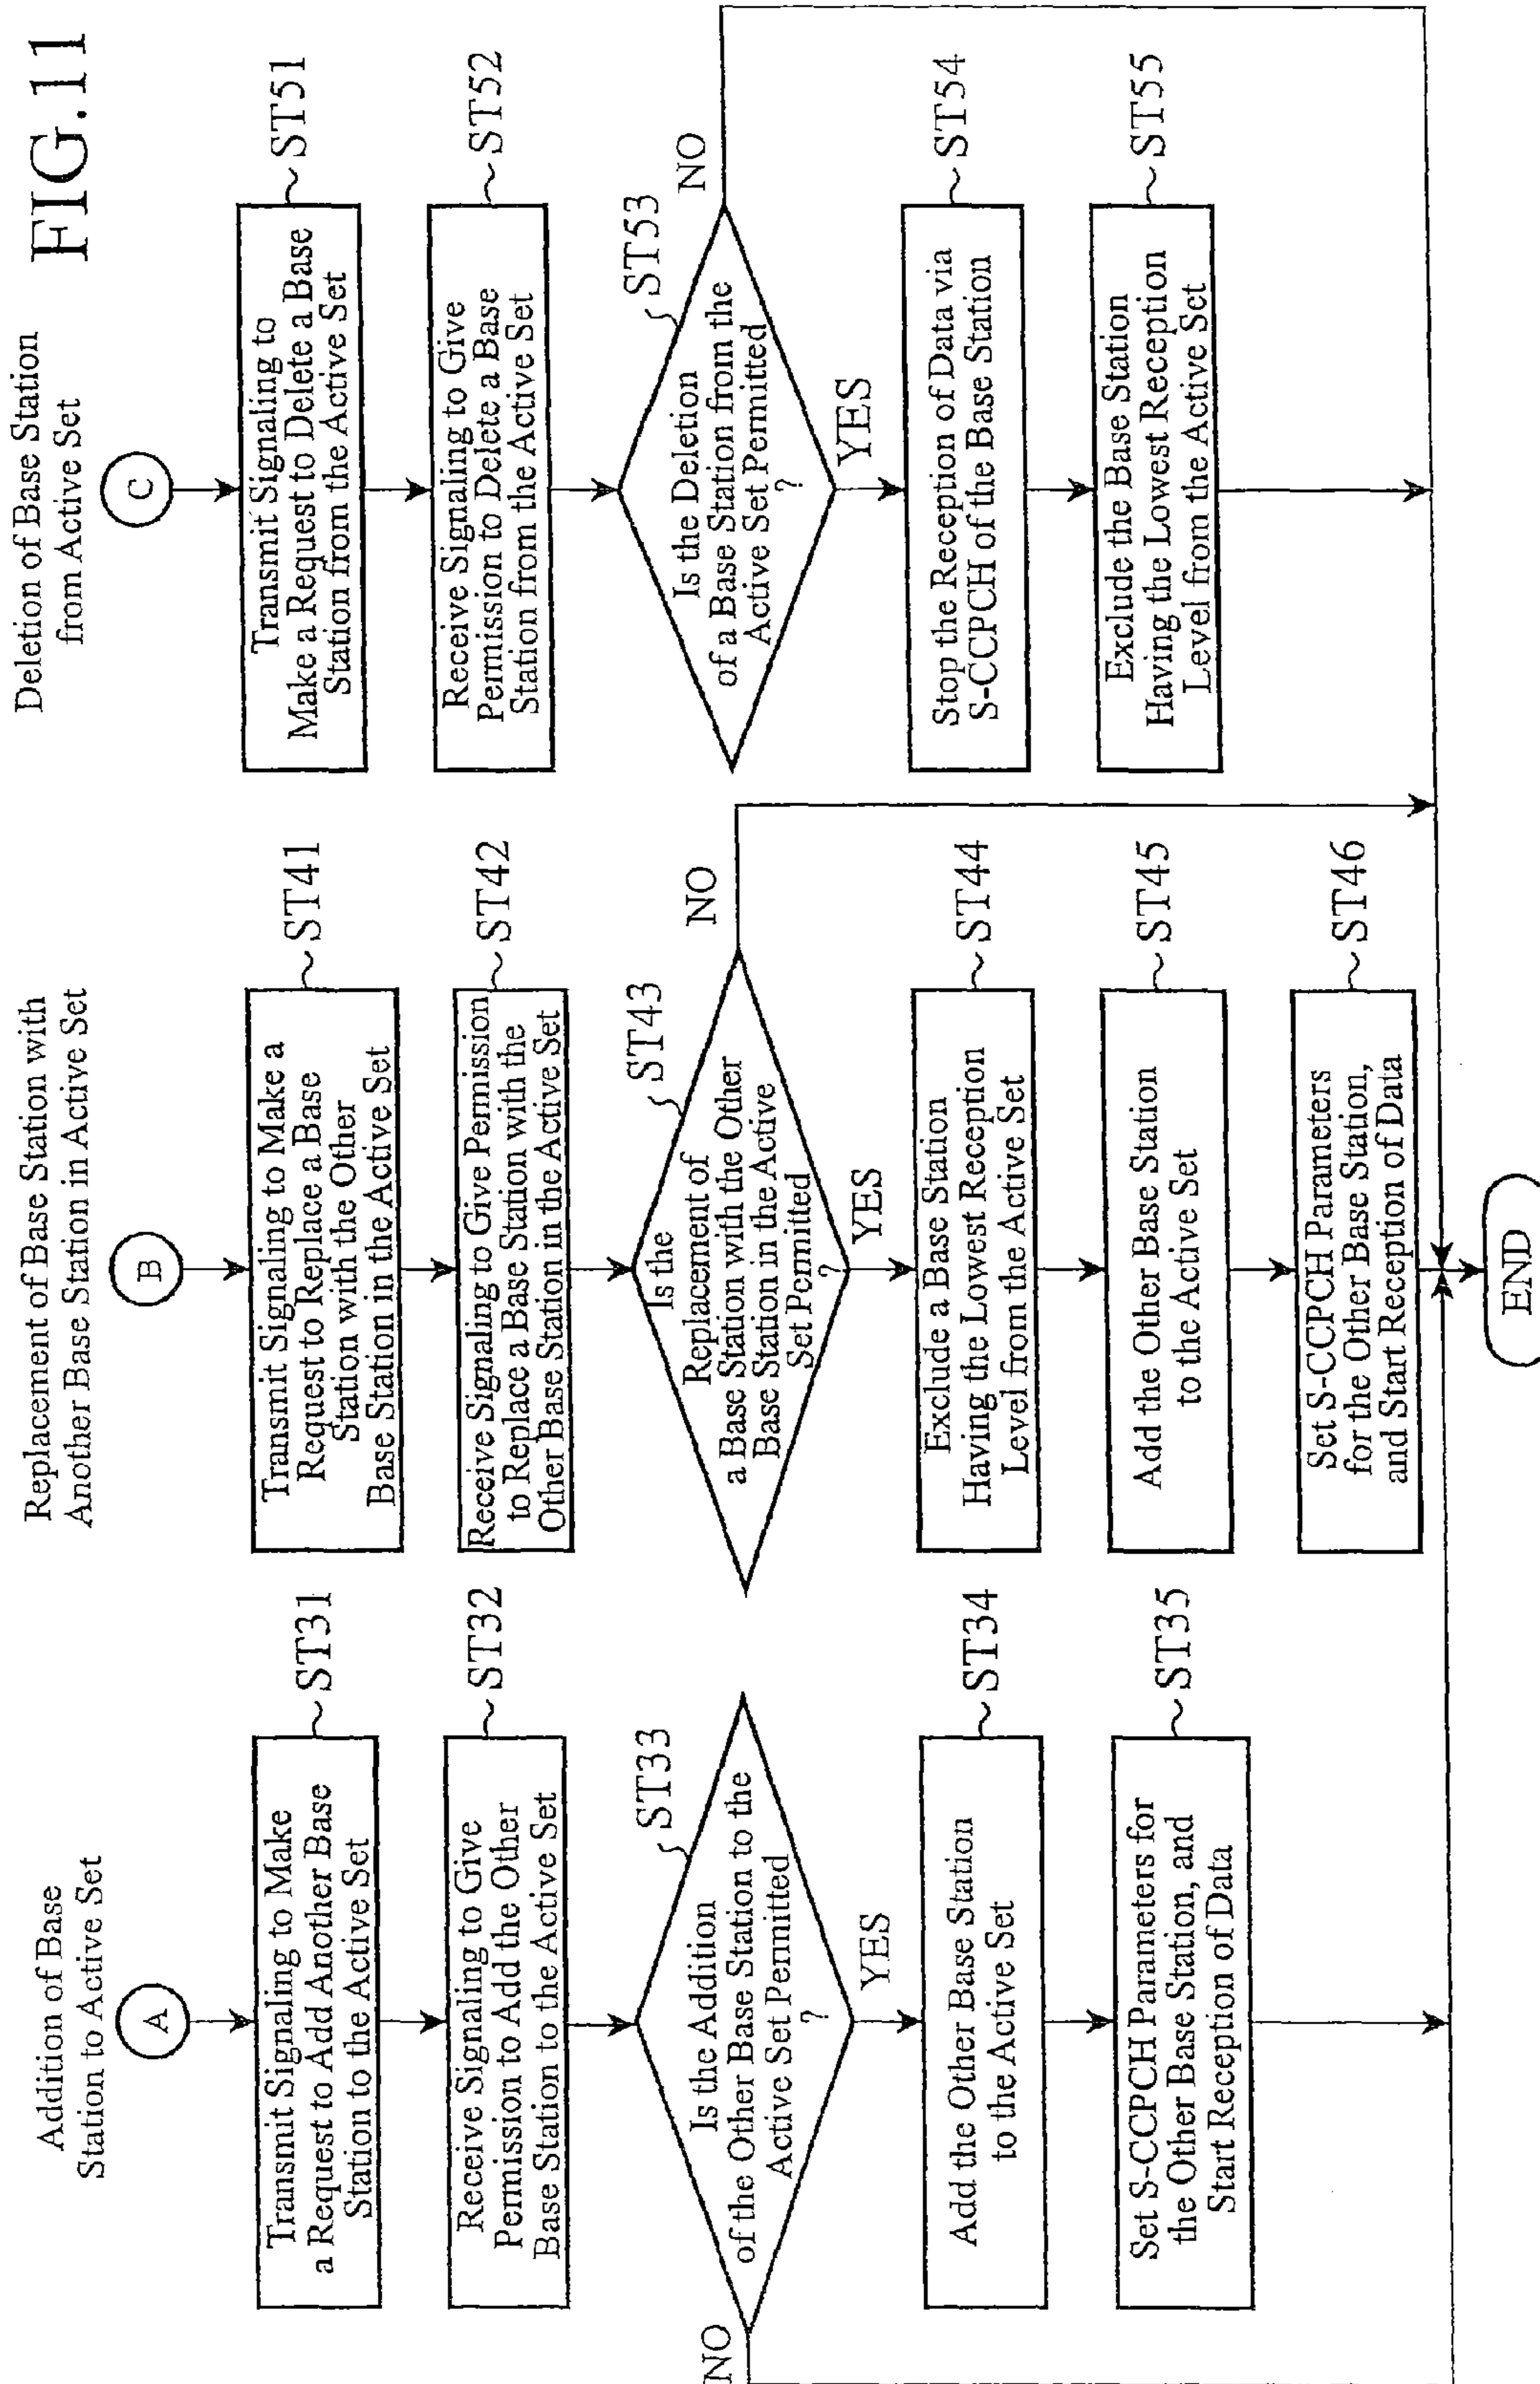 FIG.11
Addition of Base
Station to Active Set
A
Transmit Signaling to Make
a Request to Add Another Base
Station to the Active Set
ST31
Receive Signaling to Give
Permission to Add the Other
Base Station to the Active Set
ST32
Is the Addition
of the Other Base Station to the
Active Set Permitted
?
ST33
NO
YES
Add the Other Base Station
to the Active Set
ST34
Set S-CCPCH Parameters for
the Other Base Station, and
Start Reception of Data
ST35
Replacement of Base Station with
Another Base Station in Active Set
B
Transmit Signaling to Make a
Request to Replace a Base
Station with the Other
Base Station in the Active Set
ST41
Receive Signaling to Give Permission
to Replace a Base Station with the
Other Base Station in the Active Set
ST42
Is the
Replacement of
a Base Station with the Other
Base Station in the Active
Set Permitted
?
ST43
NO
YES
Exclude a Base Station
Having the Lowest Reception
Level from the Active Set
ST44
Add the Other Base Station
to the Active Set
ST45
Set S-CCPCH Parameters
for the Other Base Station,
and Start Reception of Data
ST46
Deletion of Base Station
from Active Set
C
Transmit Signaling to
Make a Request to Delete a Base
Station from the Active Set
ST51
Receive Signaling to Give
Permission to Delete a Base
Station from the Active Set
ST52
Is the Deletion
of a Base Station from the
Active Set Permitted
?
ST53
NO
YES
Stop the Reception of Data via
S-CCPCH of the Base Station
ST54
Exclude the Base Station
Having the Lowest Reception
Level from the Active Set
ST55
END